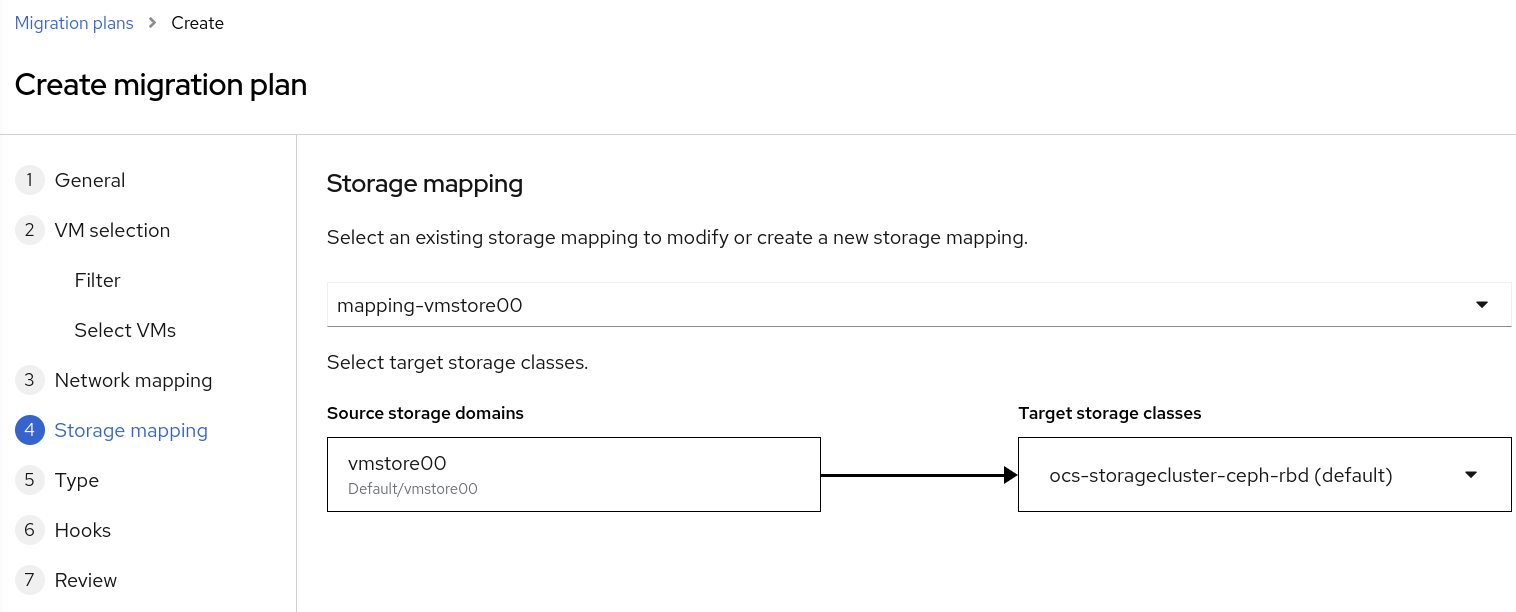 Migration plans > Create
Create migration plan
1 General
2 VM selection
Filter
Select VMs
3 Network mapping
4 Storage mapping
5 Type
6 Hooks
7 Review
Storage mapping
Select an existing storage mapping to modify or create a new storage mapping.
mapping-vmstore00
Select target storage classes.
Source storage domains
vmstore00
Default/vmstore00
Target storage classes
ocs-storagecluster-ceph-rbd (default)